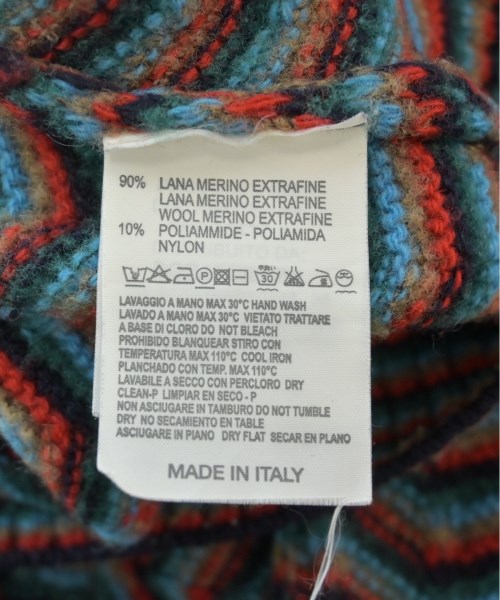 90% LANA MERINO EXTRAFINE
LANA MERINO EXTRAFINE
WOOL MERINO EXTRAFINE
10% POLIAMMIDE - POLIAMIDA
NYLON
30
LAVAGGIO A MANO MAX 30°C HAND WASH
LAVADO A MANO MAX 30°C VIETATO TRATTARE
A BASE DI CLORO DO NOT BLEACH
PROHIBIDO BLANQUEAR STIRO CON
TEMPERATURA MAX 110°C COOL IRON
PLANCHADO CON TEMP. MAX 110°C
LAVABILE A SECCO CON PERCLORO DRY
CLEAN-P LIMPIAR EN SECO - P
NON ASCIUGARE IN TAMBURO DO NOT TUMBLE
DRY NO SECAMIENTO EN TABLE
ASCIUGARE IN PIANO DRY FLAT SECAR EN PLANO
MADE IN ITALY